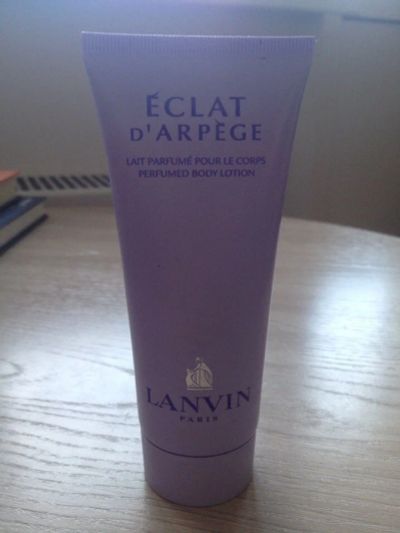 ÉCLAT
D'ARPÈGE
LAIT PARFUMÉ POUR LE CORPS
PERFUMED BODY LOTION
LANVIN
PARIS